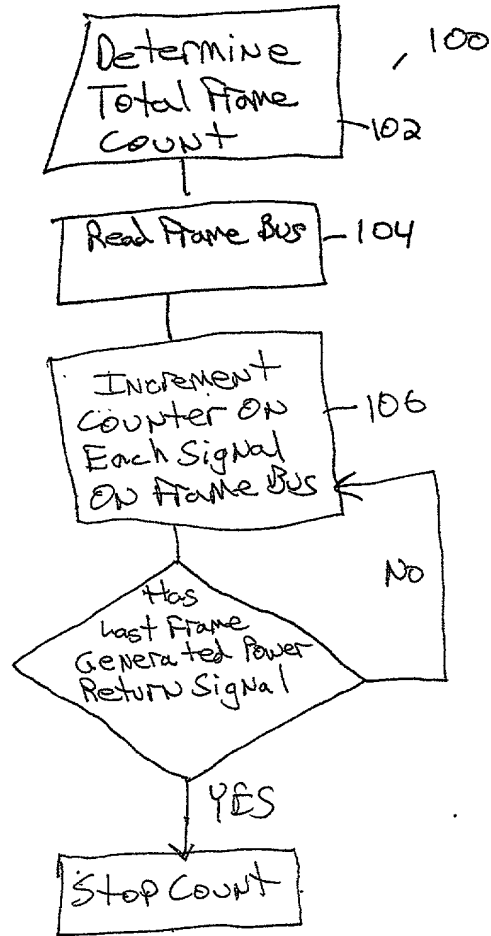 Determine
Total Frame
Count
100
102
Read Frame Bus
104
Increment
Counter On
Each Signal
On Frame Bus
106
Has
Last Frame
Generated Power
Return Signal
No
YES
Stop Count